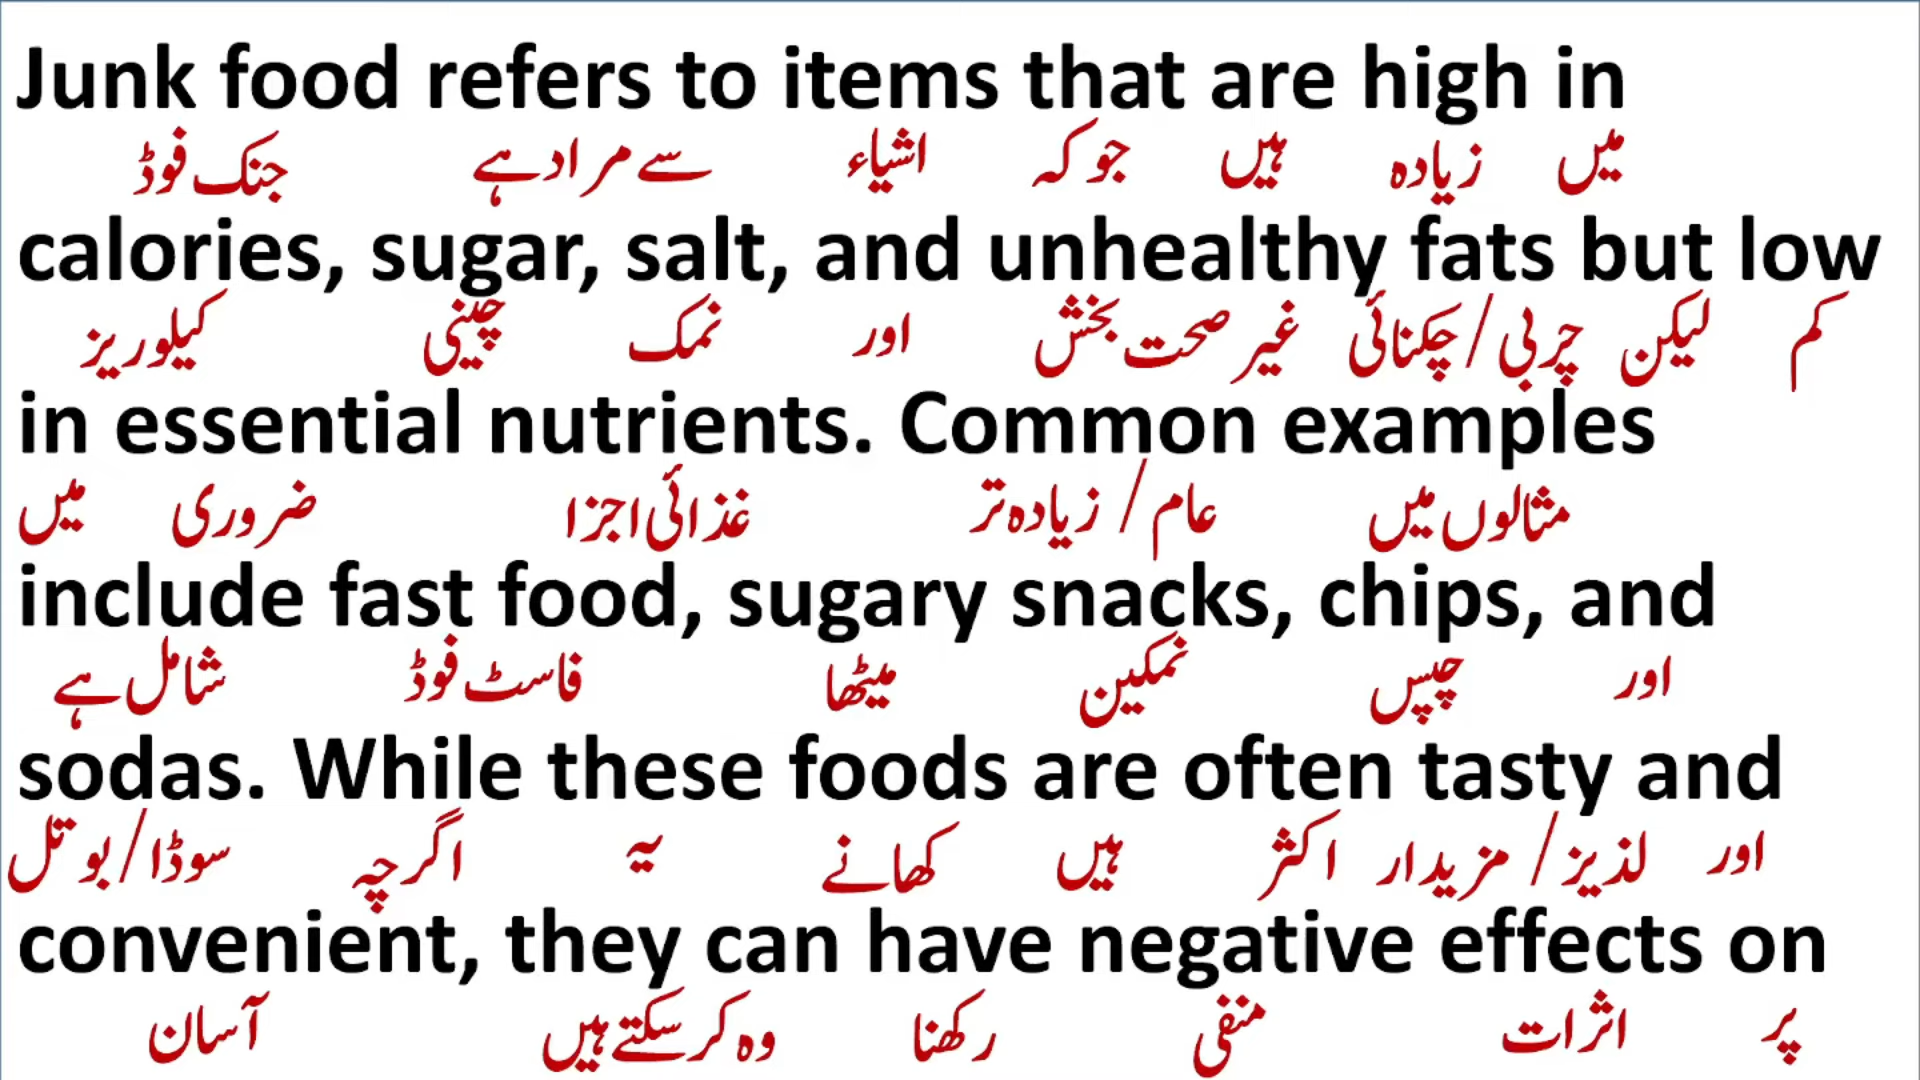 Junk food refers to items that are high in
جنک فوڈ سے مراد ہے اشیاء جو کہ ہیں زیادہ میں
calories, sugar, salt, and unhealthy fats but low
کیلوریز چینی نمک اور غیر صحت بخش چربی/چکنائی لیکن کم
in essential nutrients. Common examples
میں ضروری غذائی اجزا عام/زیادہ تر مثالوں میں
include fast food, sugary snacks, chips, and
شامل ہے فاسٹ فوڈ میٹھا نمکین چپس اور
sodas. While these foods are often tasty and
سوڈا/بوتل اگرچہ یہ کھانے ہیں اکثر لذیز/مزیدار اور
convenient, they can have negative effects on
آسان وہ کر سکتے ہیں رکھنا منفی اثرات پر